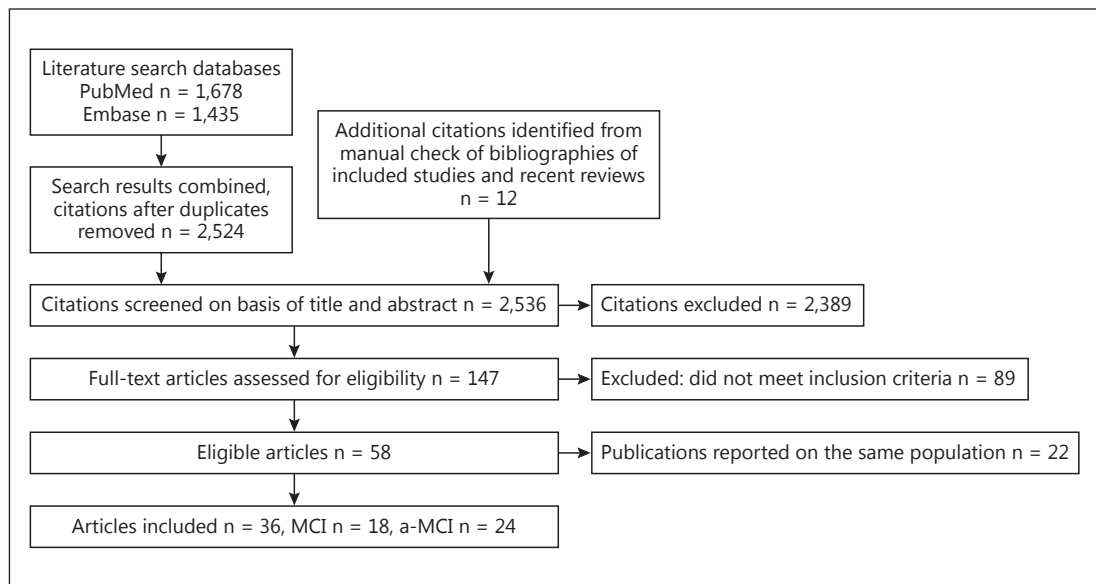 Literature search databases
PubMed n = 1,678
Embase n = 1,435
Additional citations identified from
manual check of bibliographies of
included studies and recent reviews
n = 12
Search results combined,
citations after duplicates
removed n = 2,524
Citations screened on basis of title and abstract n = 2,536
Citations excluded n = 2,389
Full-text articles assessed for eligibility n = 147
Excluded: did not meet inclusion criteria n = 89
Eligible articles n = 58
Publications reported on the same population n = 22
Articles included n = 36, MCI n = 18, a-MCI n = 24